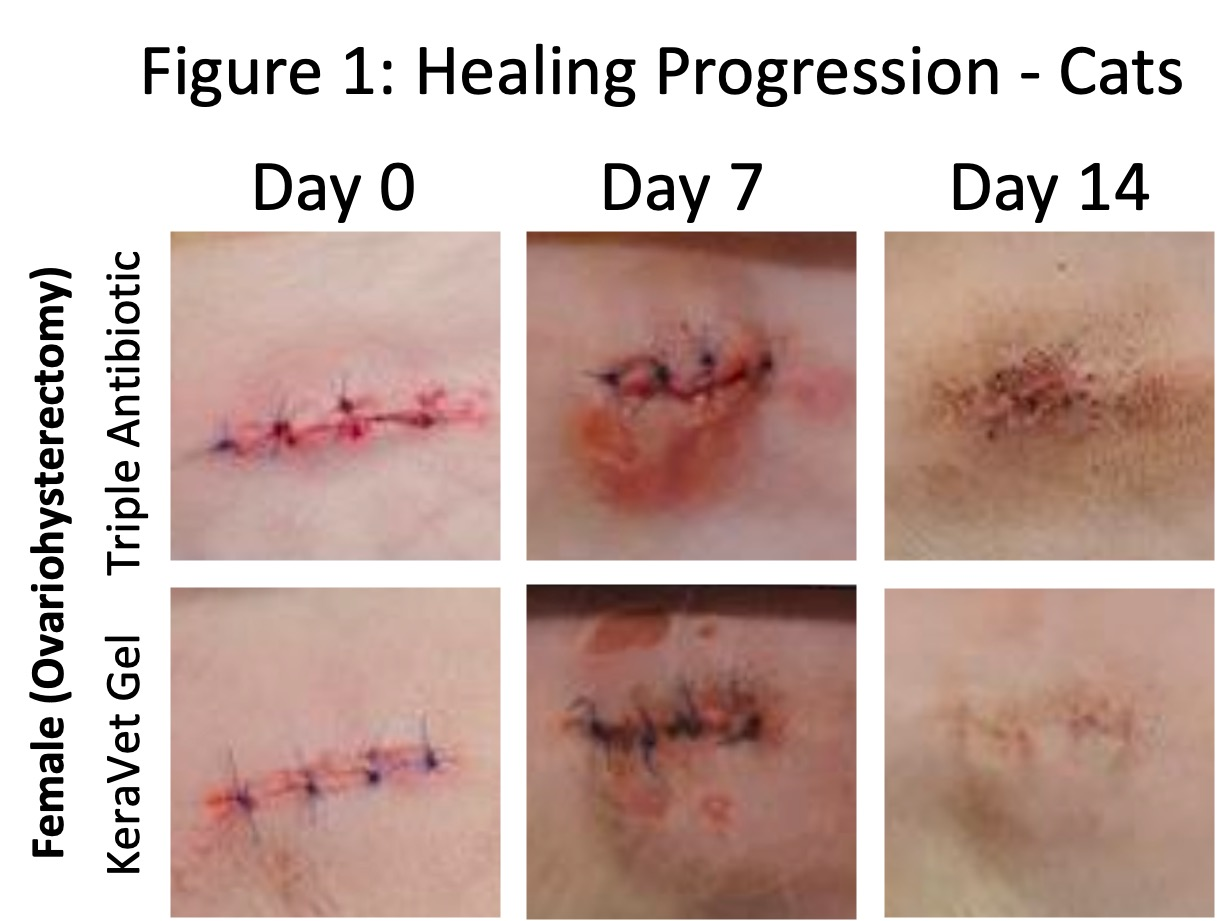 Figure 1: Healing Progression - Cats
Day 0
Day 7
Day 14
Female (Ovariohysterectomy)
Triple Antibiotic
KeraVet Gel